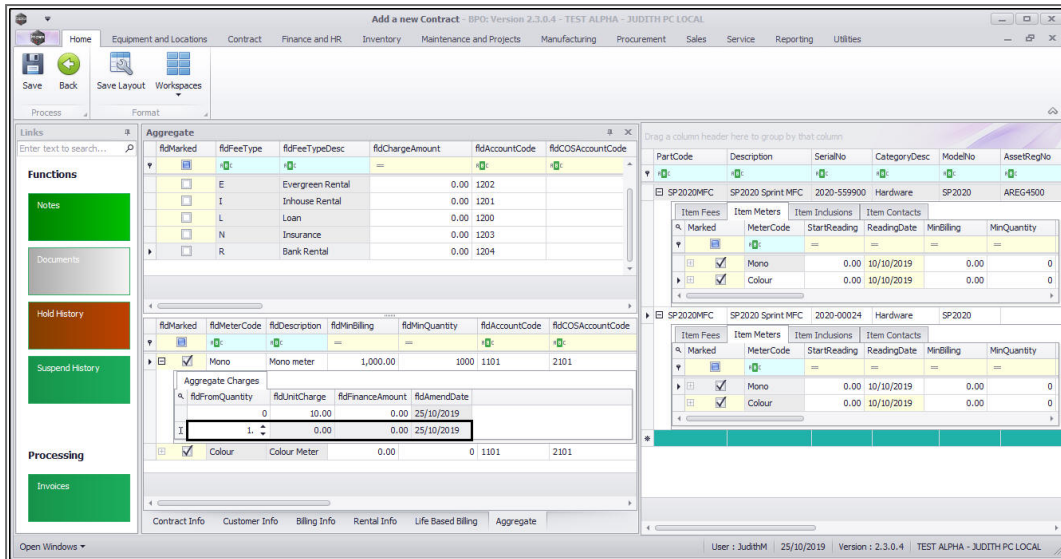 Add a new Contract - BPO: Version 2.3.0.4 - TEST ALPHA - JUDITH PC LOCAL
Home Equipment and Locations Contract Finance and HR Inventory Maintenance and Projects Manufacturing Procurement Sales Service Reporting Utilities
Save Back Save Layout Workspaces
Process Format
Links
Enter text to search...
Functions
Notes
Documents
Hold History
Suspend History
Processing
Invoices
Aggregate
fldMarked fldFeeType fldFeeTypeDesc fldChargeAmount fldAccountCode fldCOSAccountCode
=
E Evergreen Rental 0.00 1202
I Inhouse Rental 0.00 1201
L Loan 0.00 1200
N Insurance 0.00 1203
R Bank Rental 0.00 1204
fldMarked fldMeterCode fldDescription fldMinBilling fldMinQuantity fldAccountCode fldCOSAccountCode
= =
Mono Mono meter 1,000.00 1000 1101 2101
Aggregate Charges
fldFromQuantity fldUnitCharge fldFinanceAmount fldAmendDate
0 10.00 0.00 25/10/2019
1. 0.00 0.00 25/10/2019
Colour Colour Meter 0.00 0 1101 2101
Contract Info Customer Info Billing Info Rental Info Life Based Billing Aggregate
Drag a column header here to group by that column
PartCode Description SerialNo CategoryDesc ModelNo AssetRegNo
SP2020MFC SP2020 Sprint MFC 2020-559900 Hardware SP2020 AREG4500
Item Fees Item Meters Item Inclusions Item Contacts
Marked MeterCode StartReading ReadingDate MinBilling MinQuantity
= = = =
Mono 0.00 10/10/2019 0.00 0
Colour 0.00 10/10/2019 0.00 0
SP2020MFC SP2020 Sprint MFC 2020-00024 Hardware SP2020
Item Fees Item Meters Item Inclusions Item Contacts
Marked MeterCode StartReading ReadingDate MinBilling MinQuantity
= = = =
Mono 0.00 10/10/2019 0.00 0
Colour 0.00 10/10/2019 0.00 0
Open Windows User : JudithM 25/10/2019 Version : 2.3.0.4 TEST ALPHA - JUDITH PC LOCAL